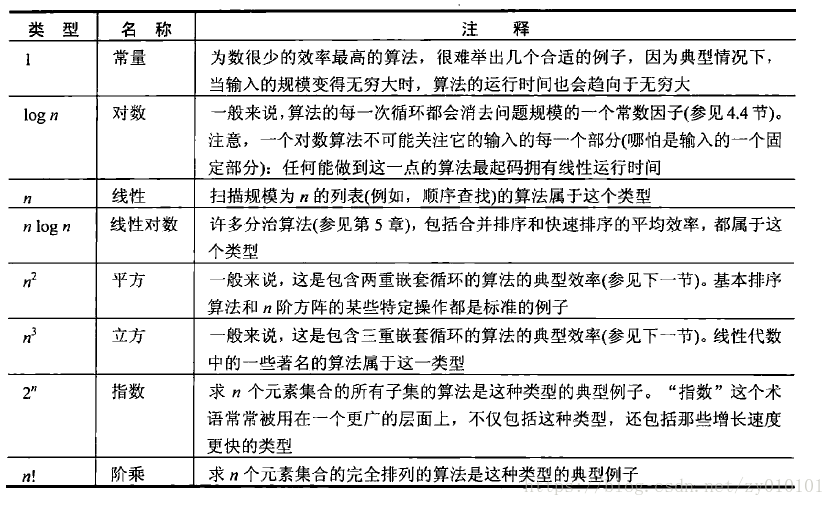 类 型 名 称 注 释
1 常量 为数很少的效率最高的算法，很难举出几个合适的例子，因为典型情况下，
当输入的规模变得无穷大时，算法的运行时间也会趋向于无穷大
log n 对数 一般来说，算法的每一次循环都会消去问题规模的一个常数因子(参见4.4节)。
注意，一个对数算法不可能关注它的输入的每一个部分(哪怕是输入的一个固
定部分)：任何能做到这一点的算法最起码拥有线性运行时间
n 线性 扫描规模为 n 的列表(例如，顺序查找)的算法属于这个类型
n log n 线性对数 许多分治算法(参见第 5 章)，包括合并排序和快速排序的平均效率，都属于这
个类型
n² 平方 一般来说，这是包含两重嵌套循环的算法的典型效率(参见下一节)。基本排序
算法和 n 阶方阵的某些特定操作都是标准的例子
n³ 立方 一般来说，这是包含三重嵌套循环的算法的典型效率(参见下一节)。线性代数
中的一些著名的算法属于这一类型
2ⁿ 指数 求 n 个元素集合的所有子集的算法是这种类型的典型例子。“指数”这个术
语常常被用在一个更广的层面上，不仅包括这种类型，还包括那些增长速度
更快的类型
n! 阶乘 求 n 个元素集合的完全排列的算法是这种类型的典型例子
https://blog.csdn.net/zy010101